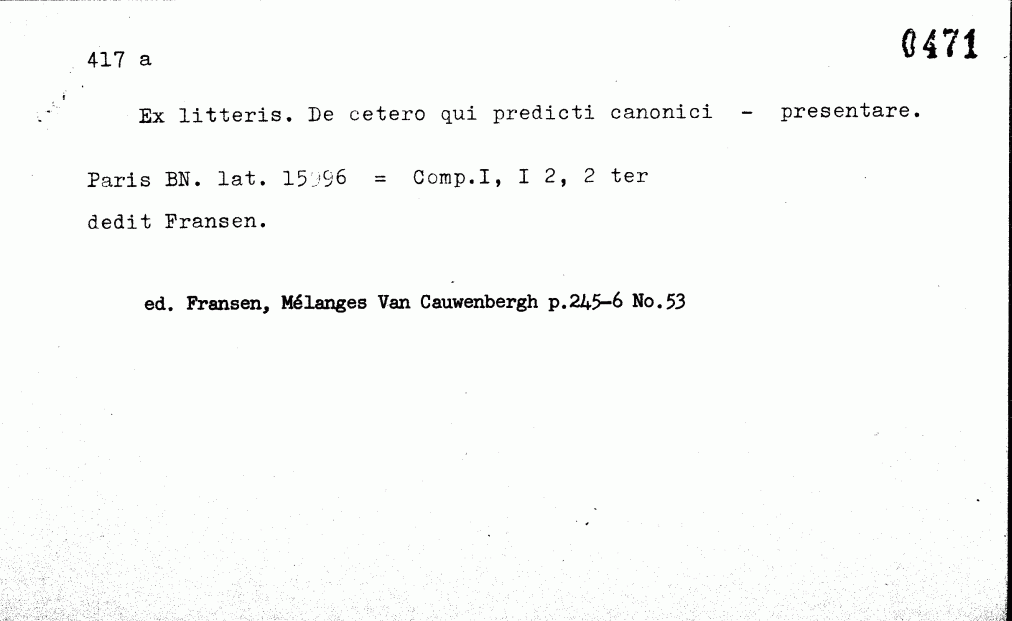 0471
417 a
Ex litteris. De cetero qui predicti canonici - presentare.
Paris BN. lat. = Comp.I, I 2, 2 ter
dedit Fransen.
ed. Fransen, Mélanges Van Cauwenbergh p.245-6 No.53